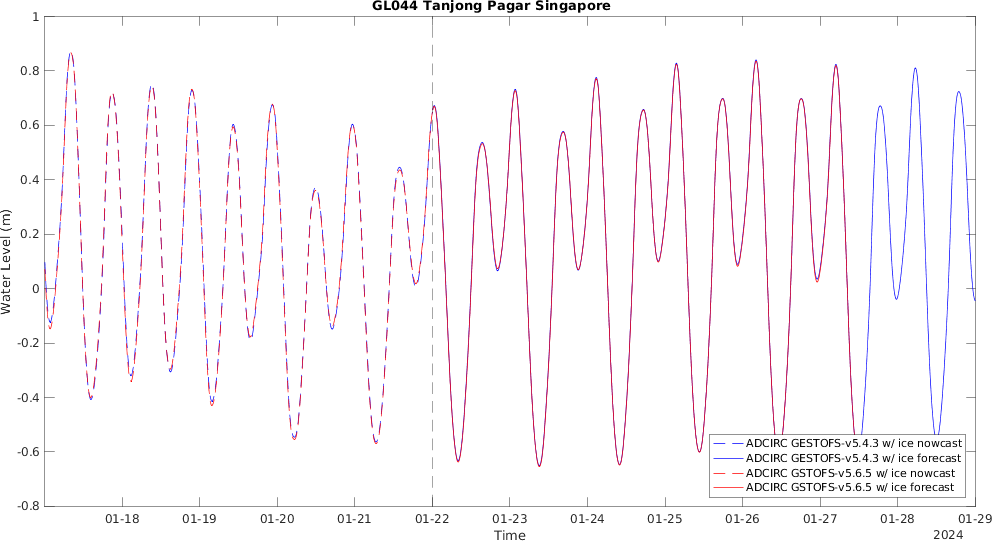 GL044 Tanjong Pagar Singapore
1
0.8
0.6
0.4
0.2
0
-0.2
-0.4
-0.6
-0.8
Water Level (m)
01-18 01-19 01-20 01-21 01-22 01-23 01-24 01-25 01-26 01-27 01-28 01-29
Time
2024
ADCIRC GESTOFS-v5.4.3 w/ ice nowcast
ADCIRC GESTOFS-v5.4.3 w/ ice forecast
ADCIRC GSTOFS-v5.6.5 w/ ice nowcast
ADCIRC GSTOFS-v5.6.5 w/ ice forecast